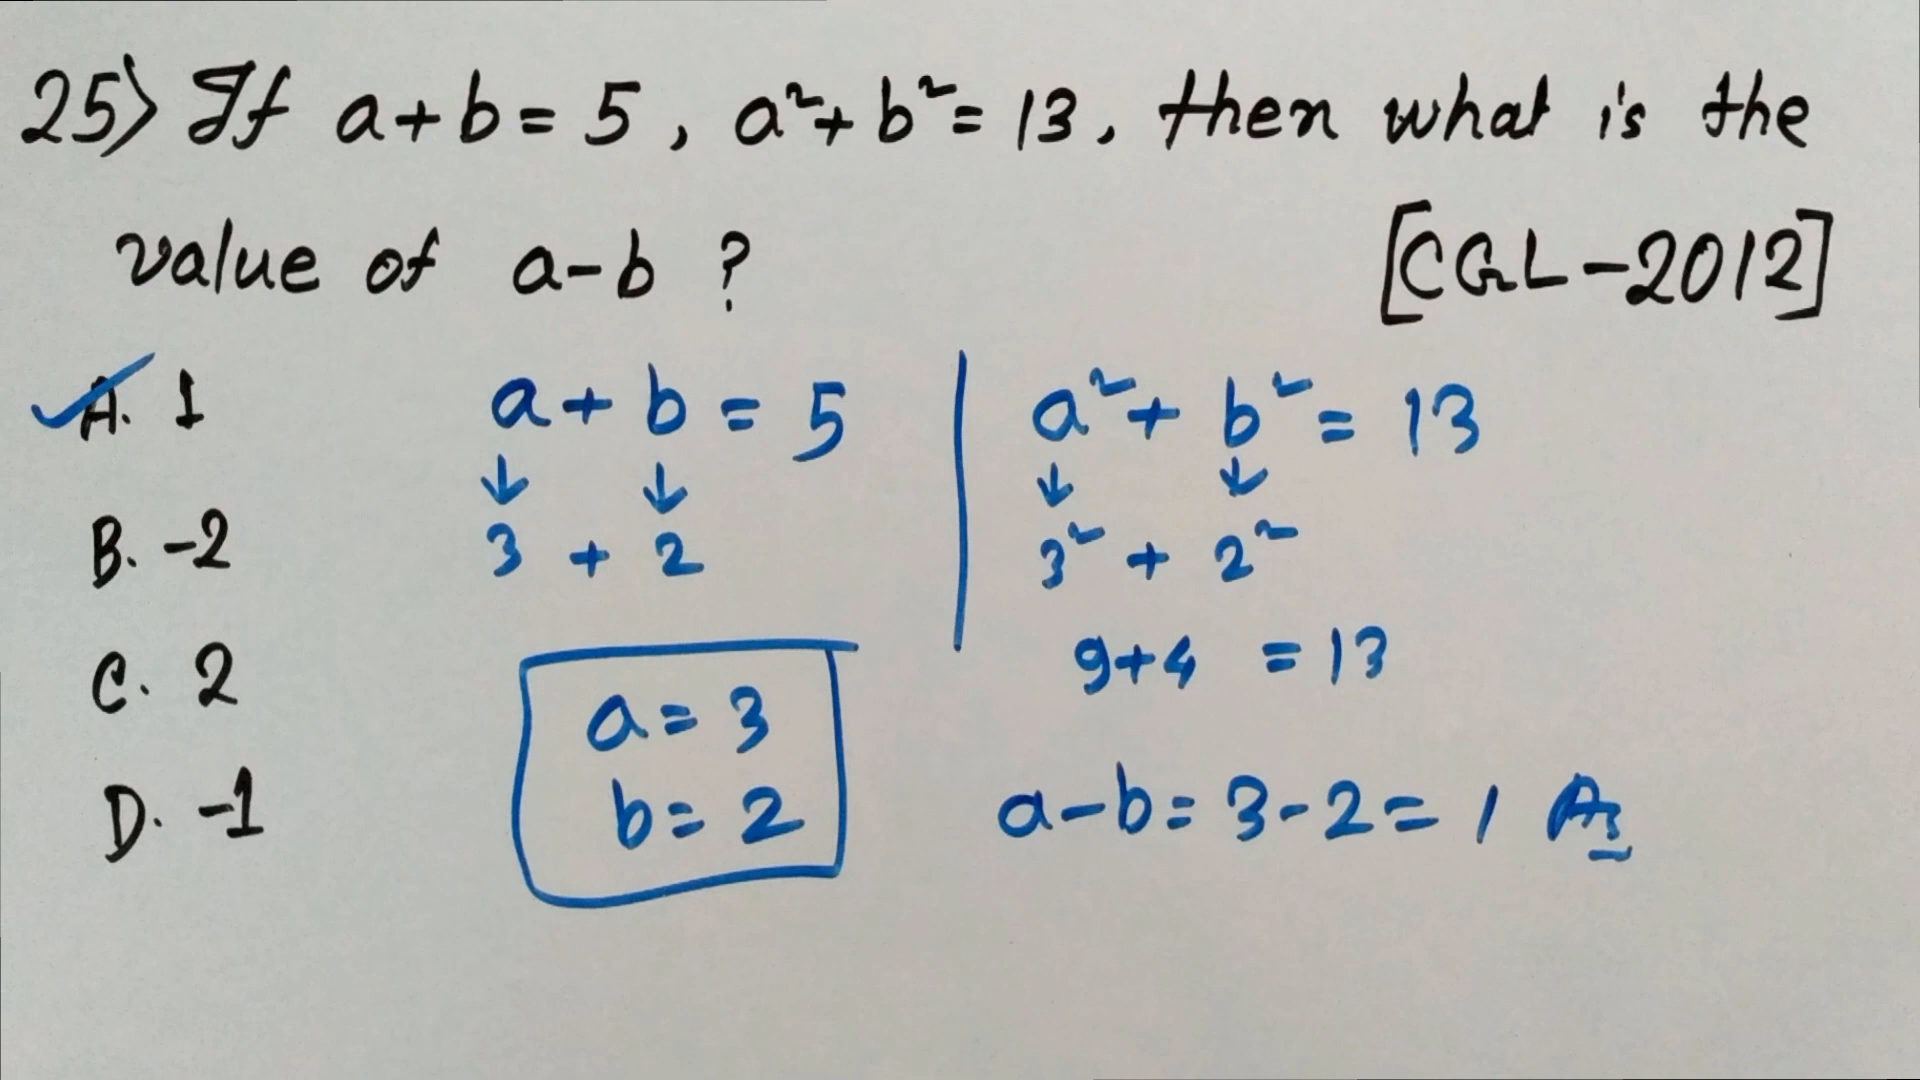 25) If a+b=5, a²+b²=13, then what is the
value of a-b ? [CGL-2012]
A. 1
B. -2
C. 2
D. -1
a+b=5
↓ ↓
3+2
a=3
b=2
a²+b²=13
↓ ↓
3²+2²
9+4 =13
a-b=3-2=1 As